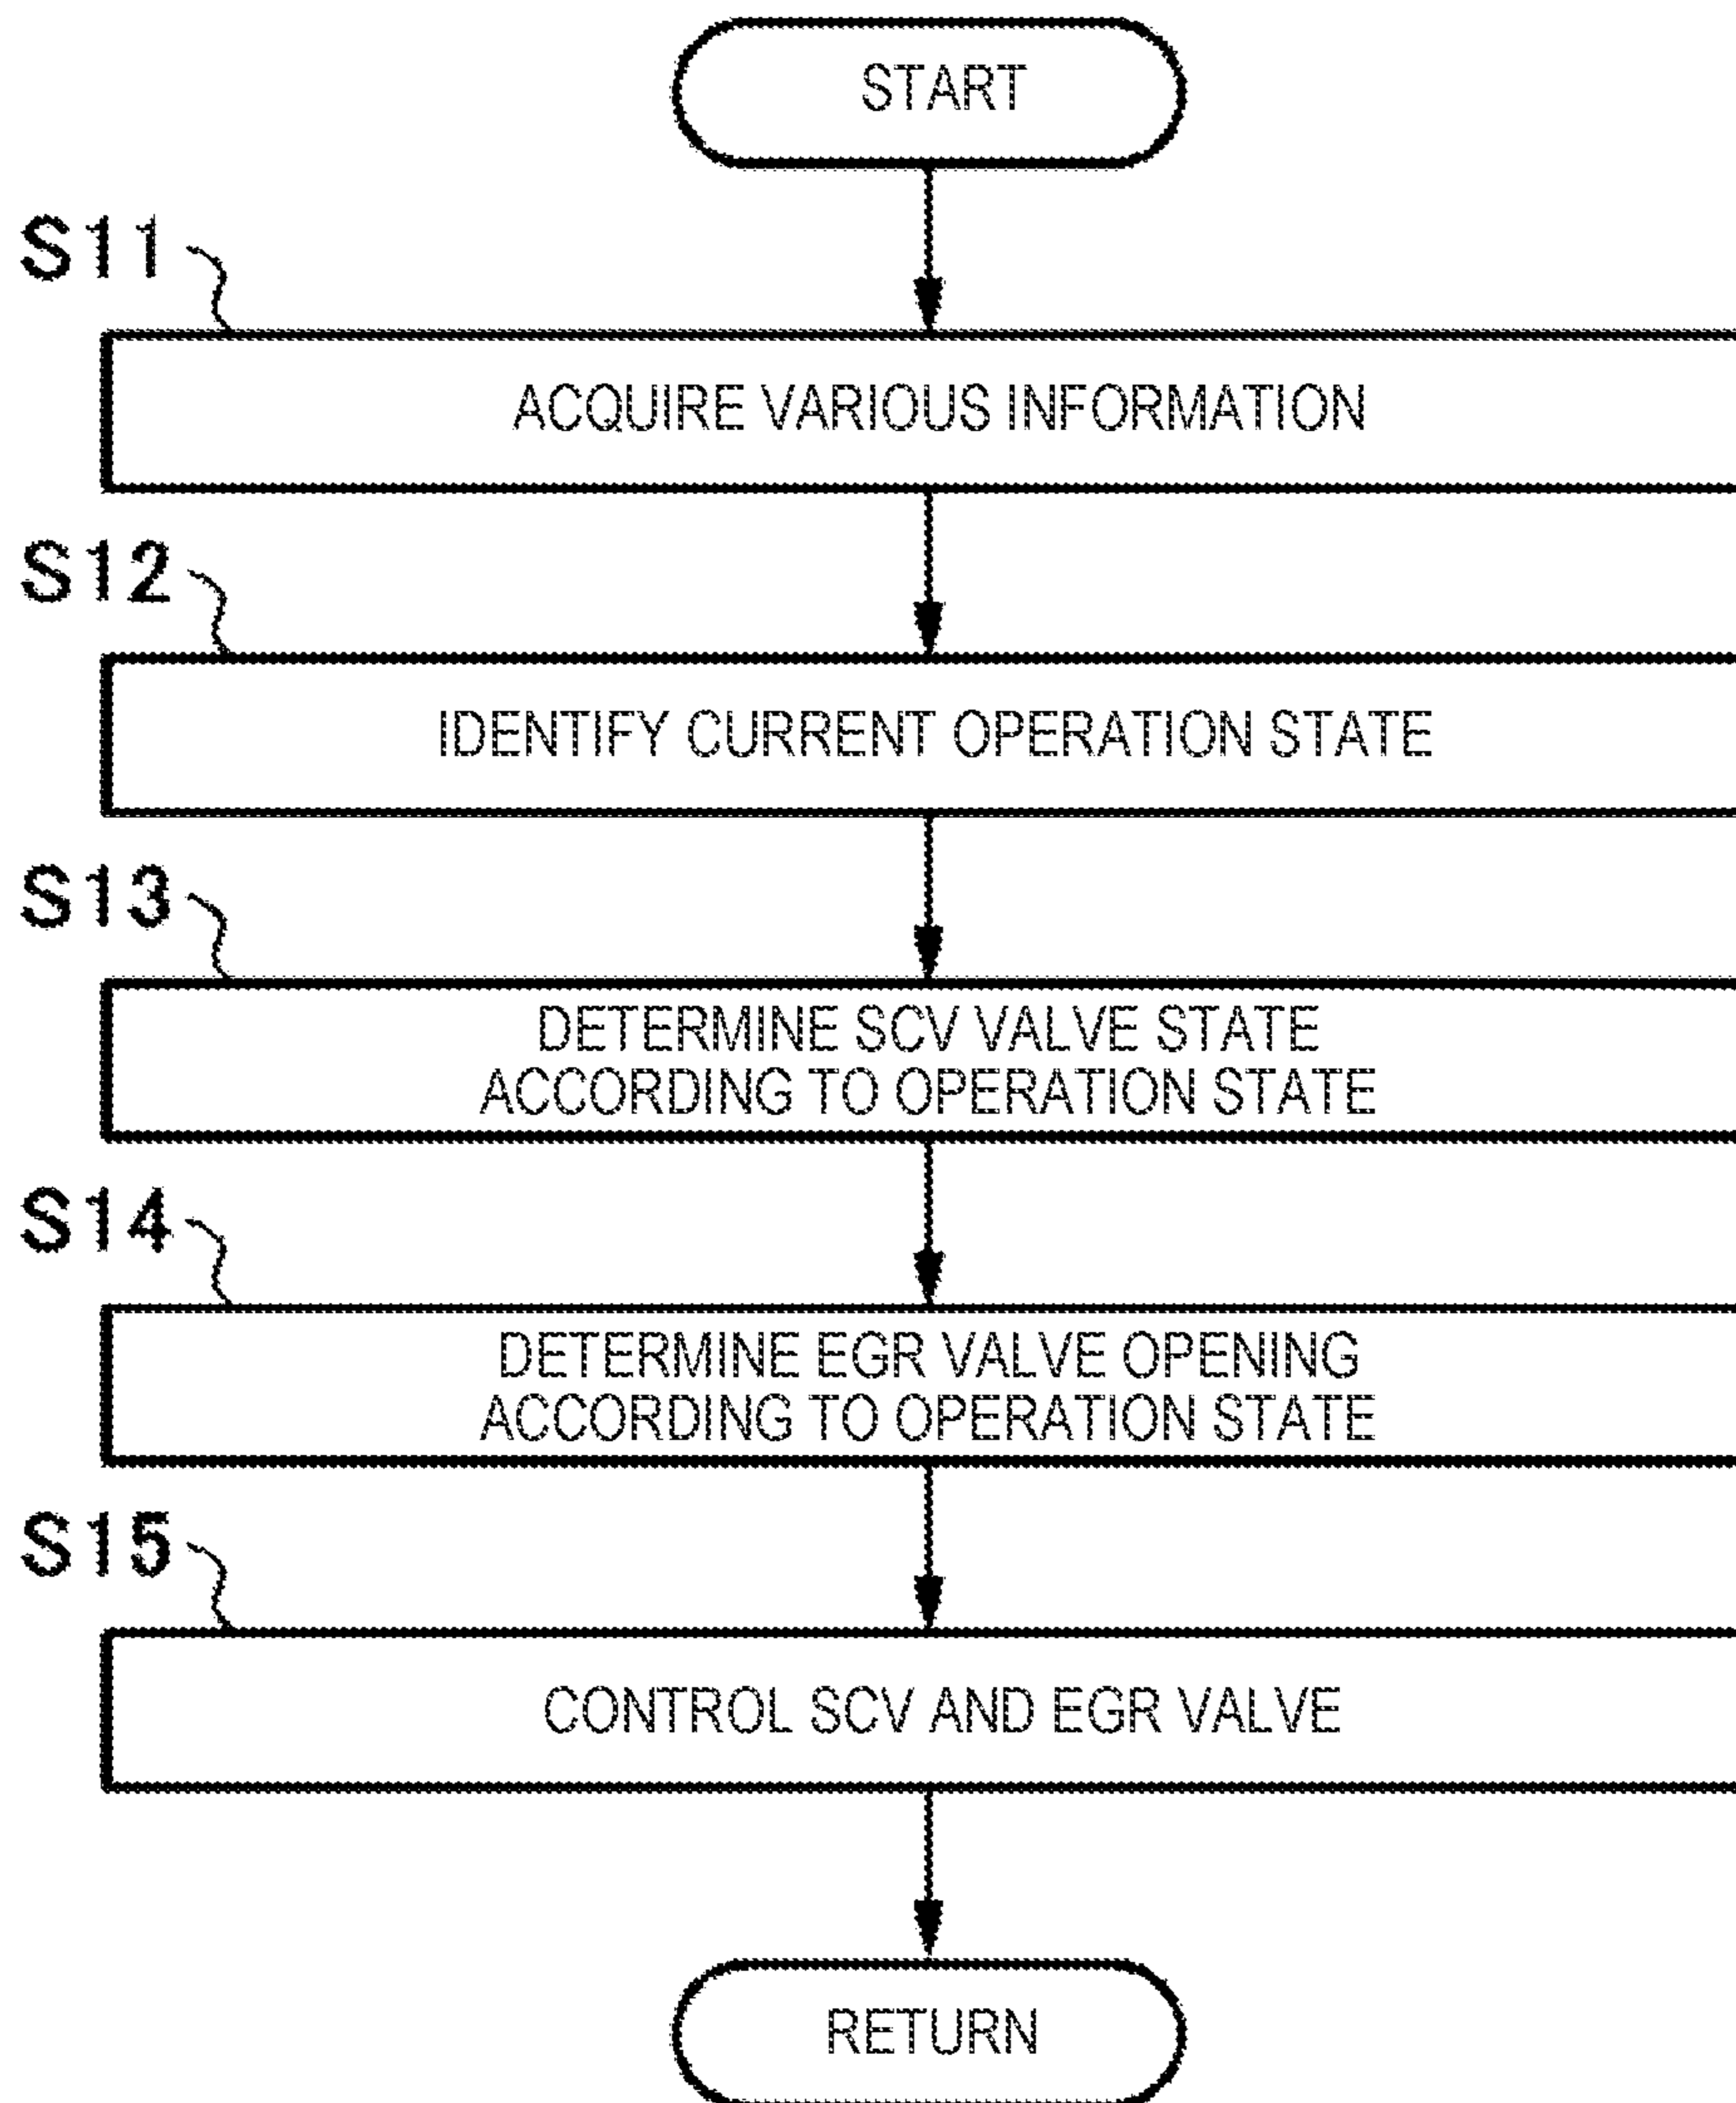 START
S11
ACQUIRE VARIOUS INFORMATION
S12
IDENTIFY CURRENT OPERATION STATE
S13
DETERMINE SCV VALVE STATE
ACCORDING TO OPERATION STATE
S14
DETERMINE EGR VALVE OPENING
ACCORDING TO OPERATION STATE
S15
CONTROL SCV AND EGR VALVE
RETURN